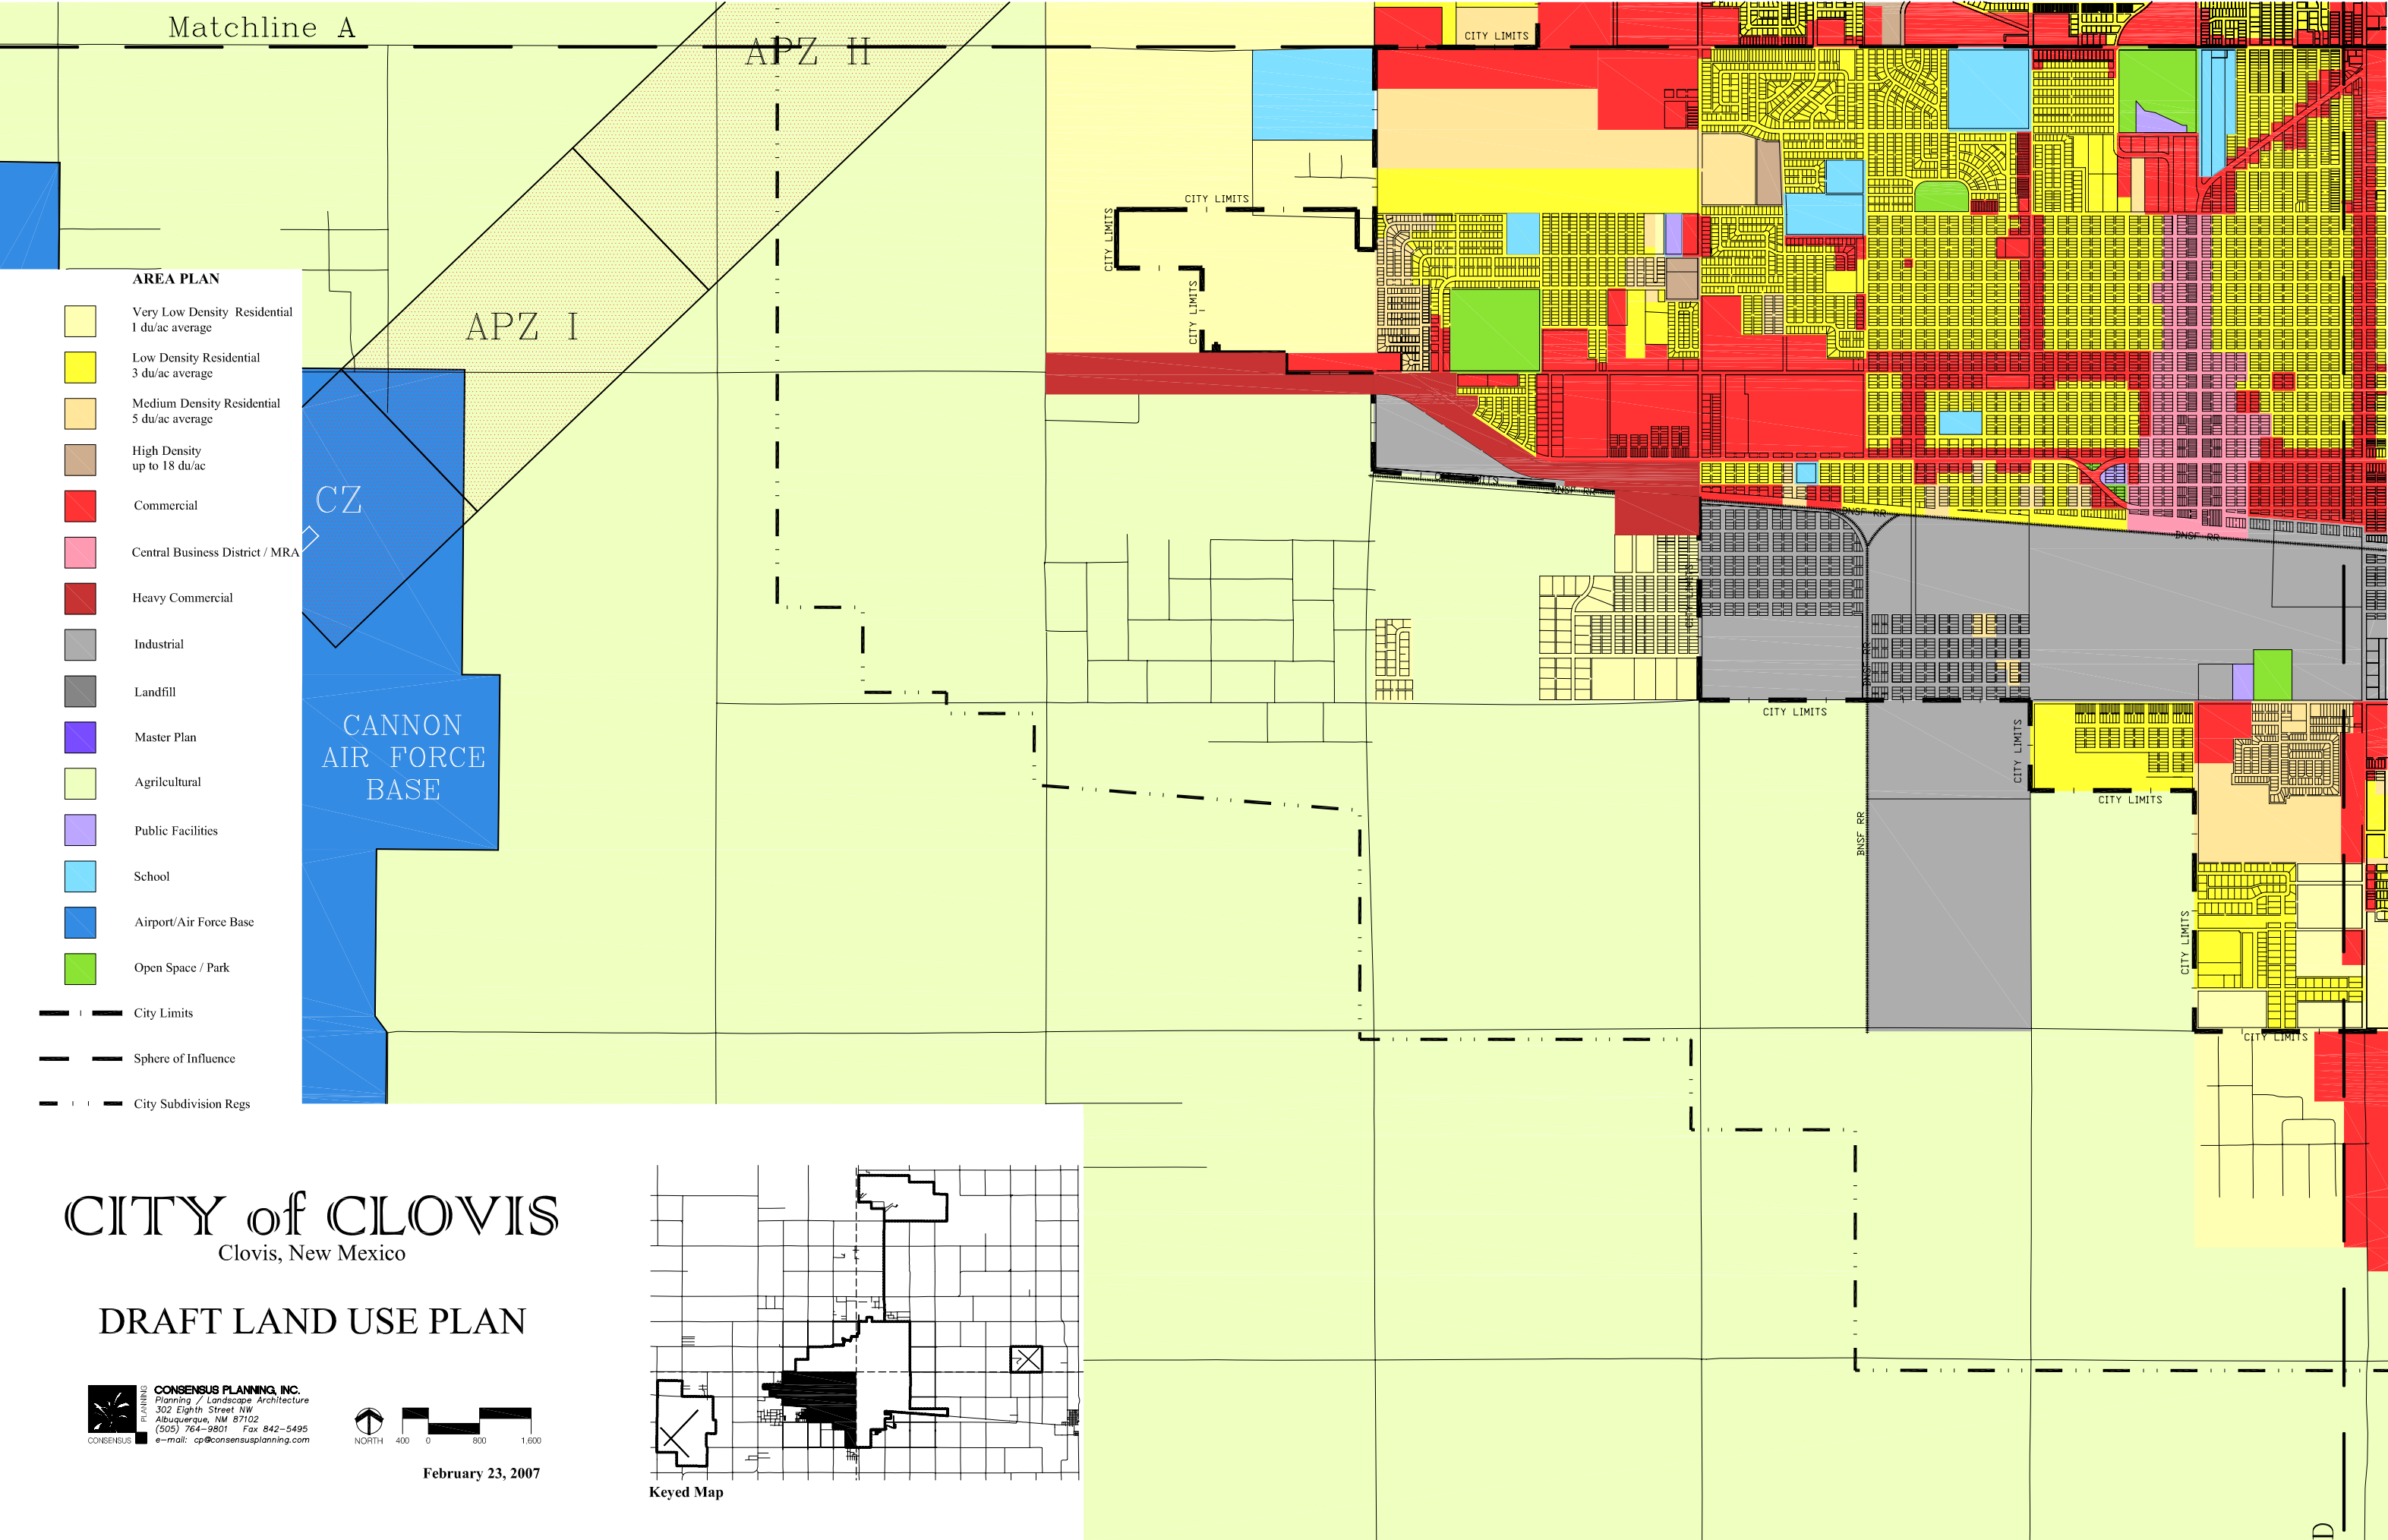 Matchline A
APZ II
CITY LIMITS
CITY LIMITS
CITY LIMITS
CITY LIMITS
APZ I
CZ
CITY LIMITS
BNSF RR
BNSF RR
BNSF RR
CITY LIMITS
BNSF RR
CITY LIMITS
CITY LIMITS
CITY LIMITS
BNSF RR
CITY LIMITS
CITY LIMITS
CANNON
AIR FORCE
BASE
AREA PLAN
Very Low Density Residential
1 du/ac average
Low Density Residential
3 du/ac average
Medium Density Residential
5 du/ac average
High Density
up to 18 du/ac
Commercial
Central Business District / MRA
Heavy Commercial
Industrial
Landfill
Master Plan
Agrilcultural
Public Facilities
School
Airport/Air Force Base
Open Space / Park
City Limits
Sphere of Influence
City Subdivision Regs
CITY of CLOVIS
Clovis, New Mexico
DRAFT LAND USE PLAN
CONSENSUS PLANNING, INC.
Planning / Landscape Architecture
302 Eighth Street NW
Albuquerque, NM 87102
(505) 764-9801 Fax 842-5495
e-mail: cp@consensusplanning.com
PLANNING
CONSENSUS
NORTH
400 0 800 1,600
February 23, 2007
Keyed Map
D